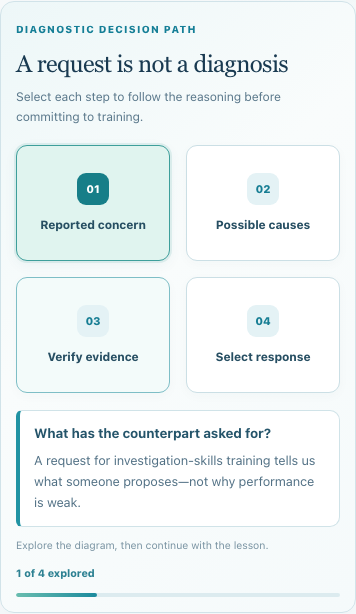 DIAGNOSTIC DECISION PATH
A request is not a diagnosis
Select each step to follow the reasoning before
committing to training.
01
Reported concern
02
Possible causes
03
Verify evidence
04
Select response
What has the counterpart asked for?
A request for investigation-skills training tells us
what someone proposes—not why performance
is weak.
Explore the diagram, then continue with the lesson.
1 of 4 explored